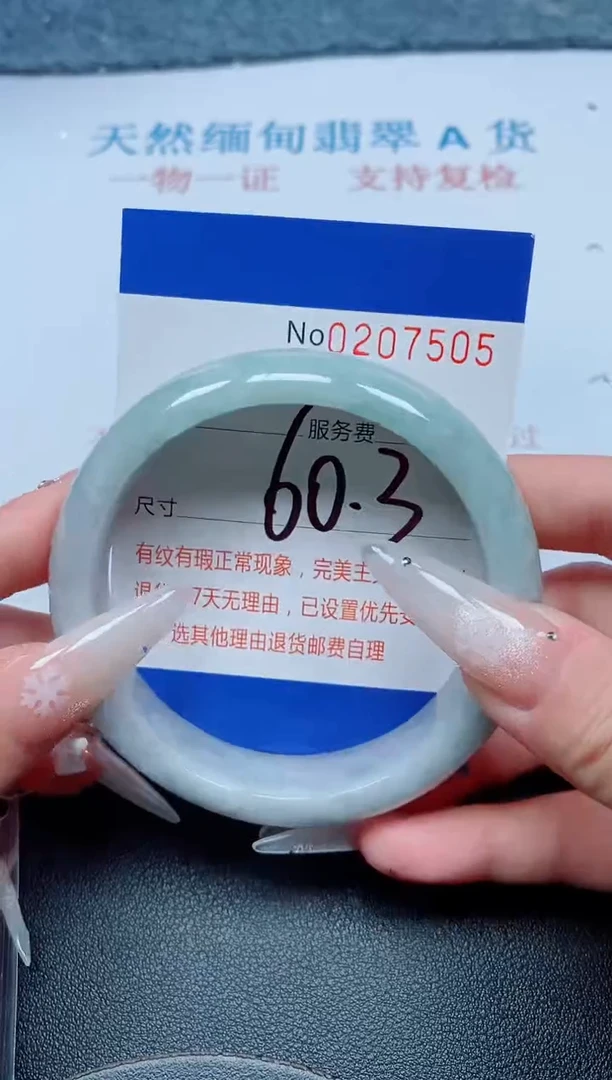 天然缅甸翡翠A货
一物一证 支持复检
No0207505
服务费
尺寸 60.3
有纹有瑕正常现象，完美主
7天无理由，已设置优先
选其他理由退货邮费自理